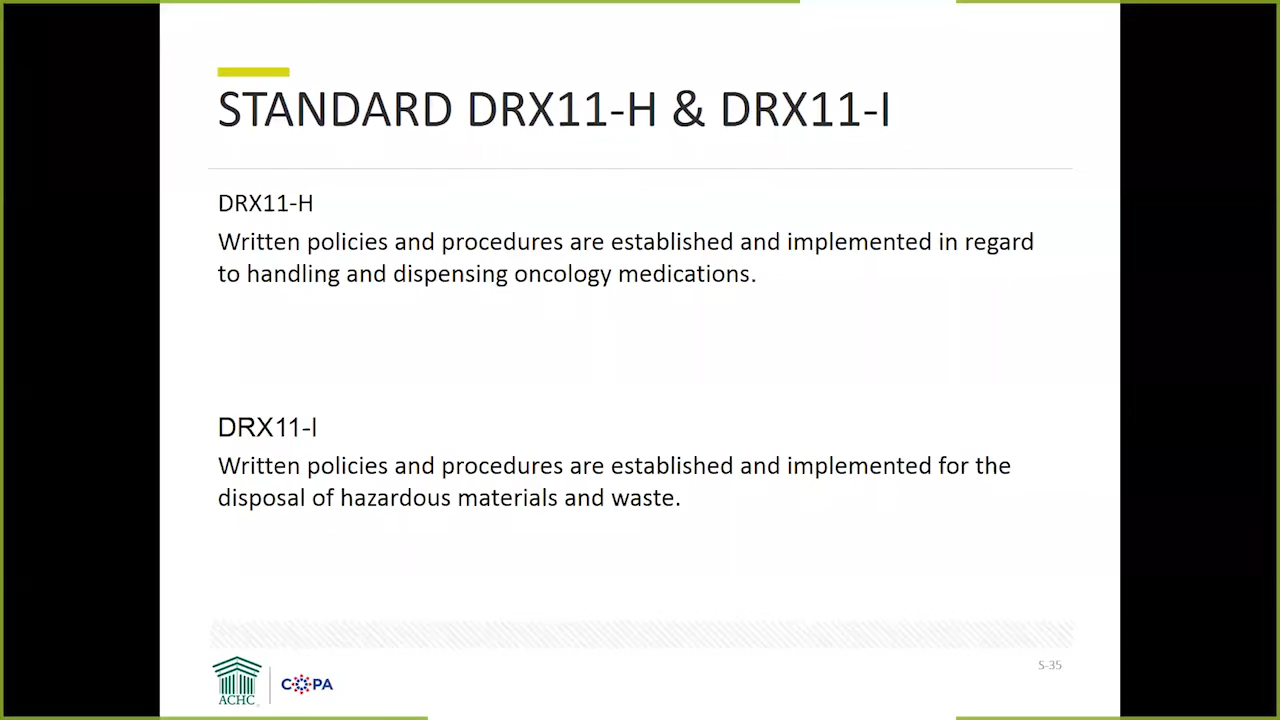 STANDARD DRX11-H & DRX11-I
DRX11-H
Written policies and procedures are established and implemented in regard
to handling and dispensing oncology medications.
DRX11-I
Written policies and procedures are established and implemented for the
disposal of hazardous materials and waste.
S-35
ACHC
COPA